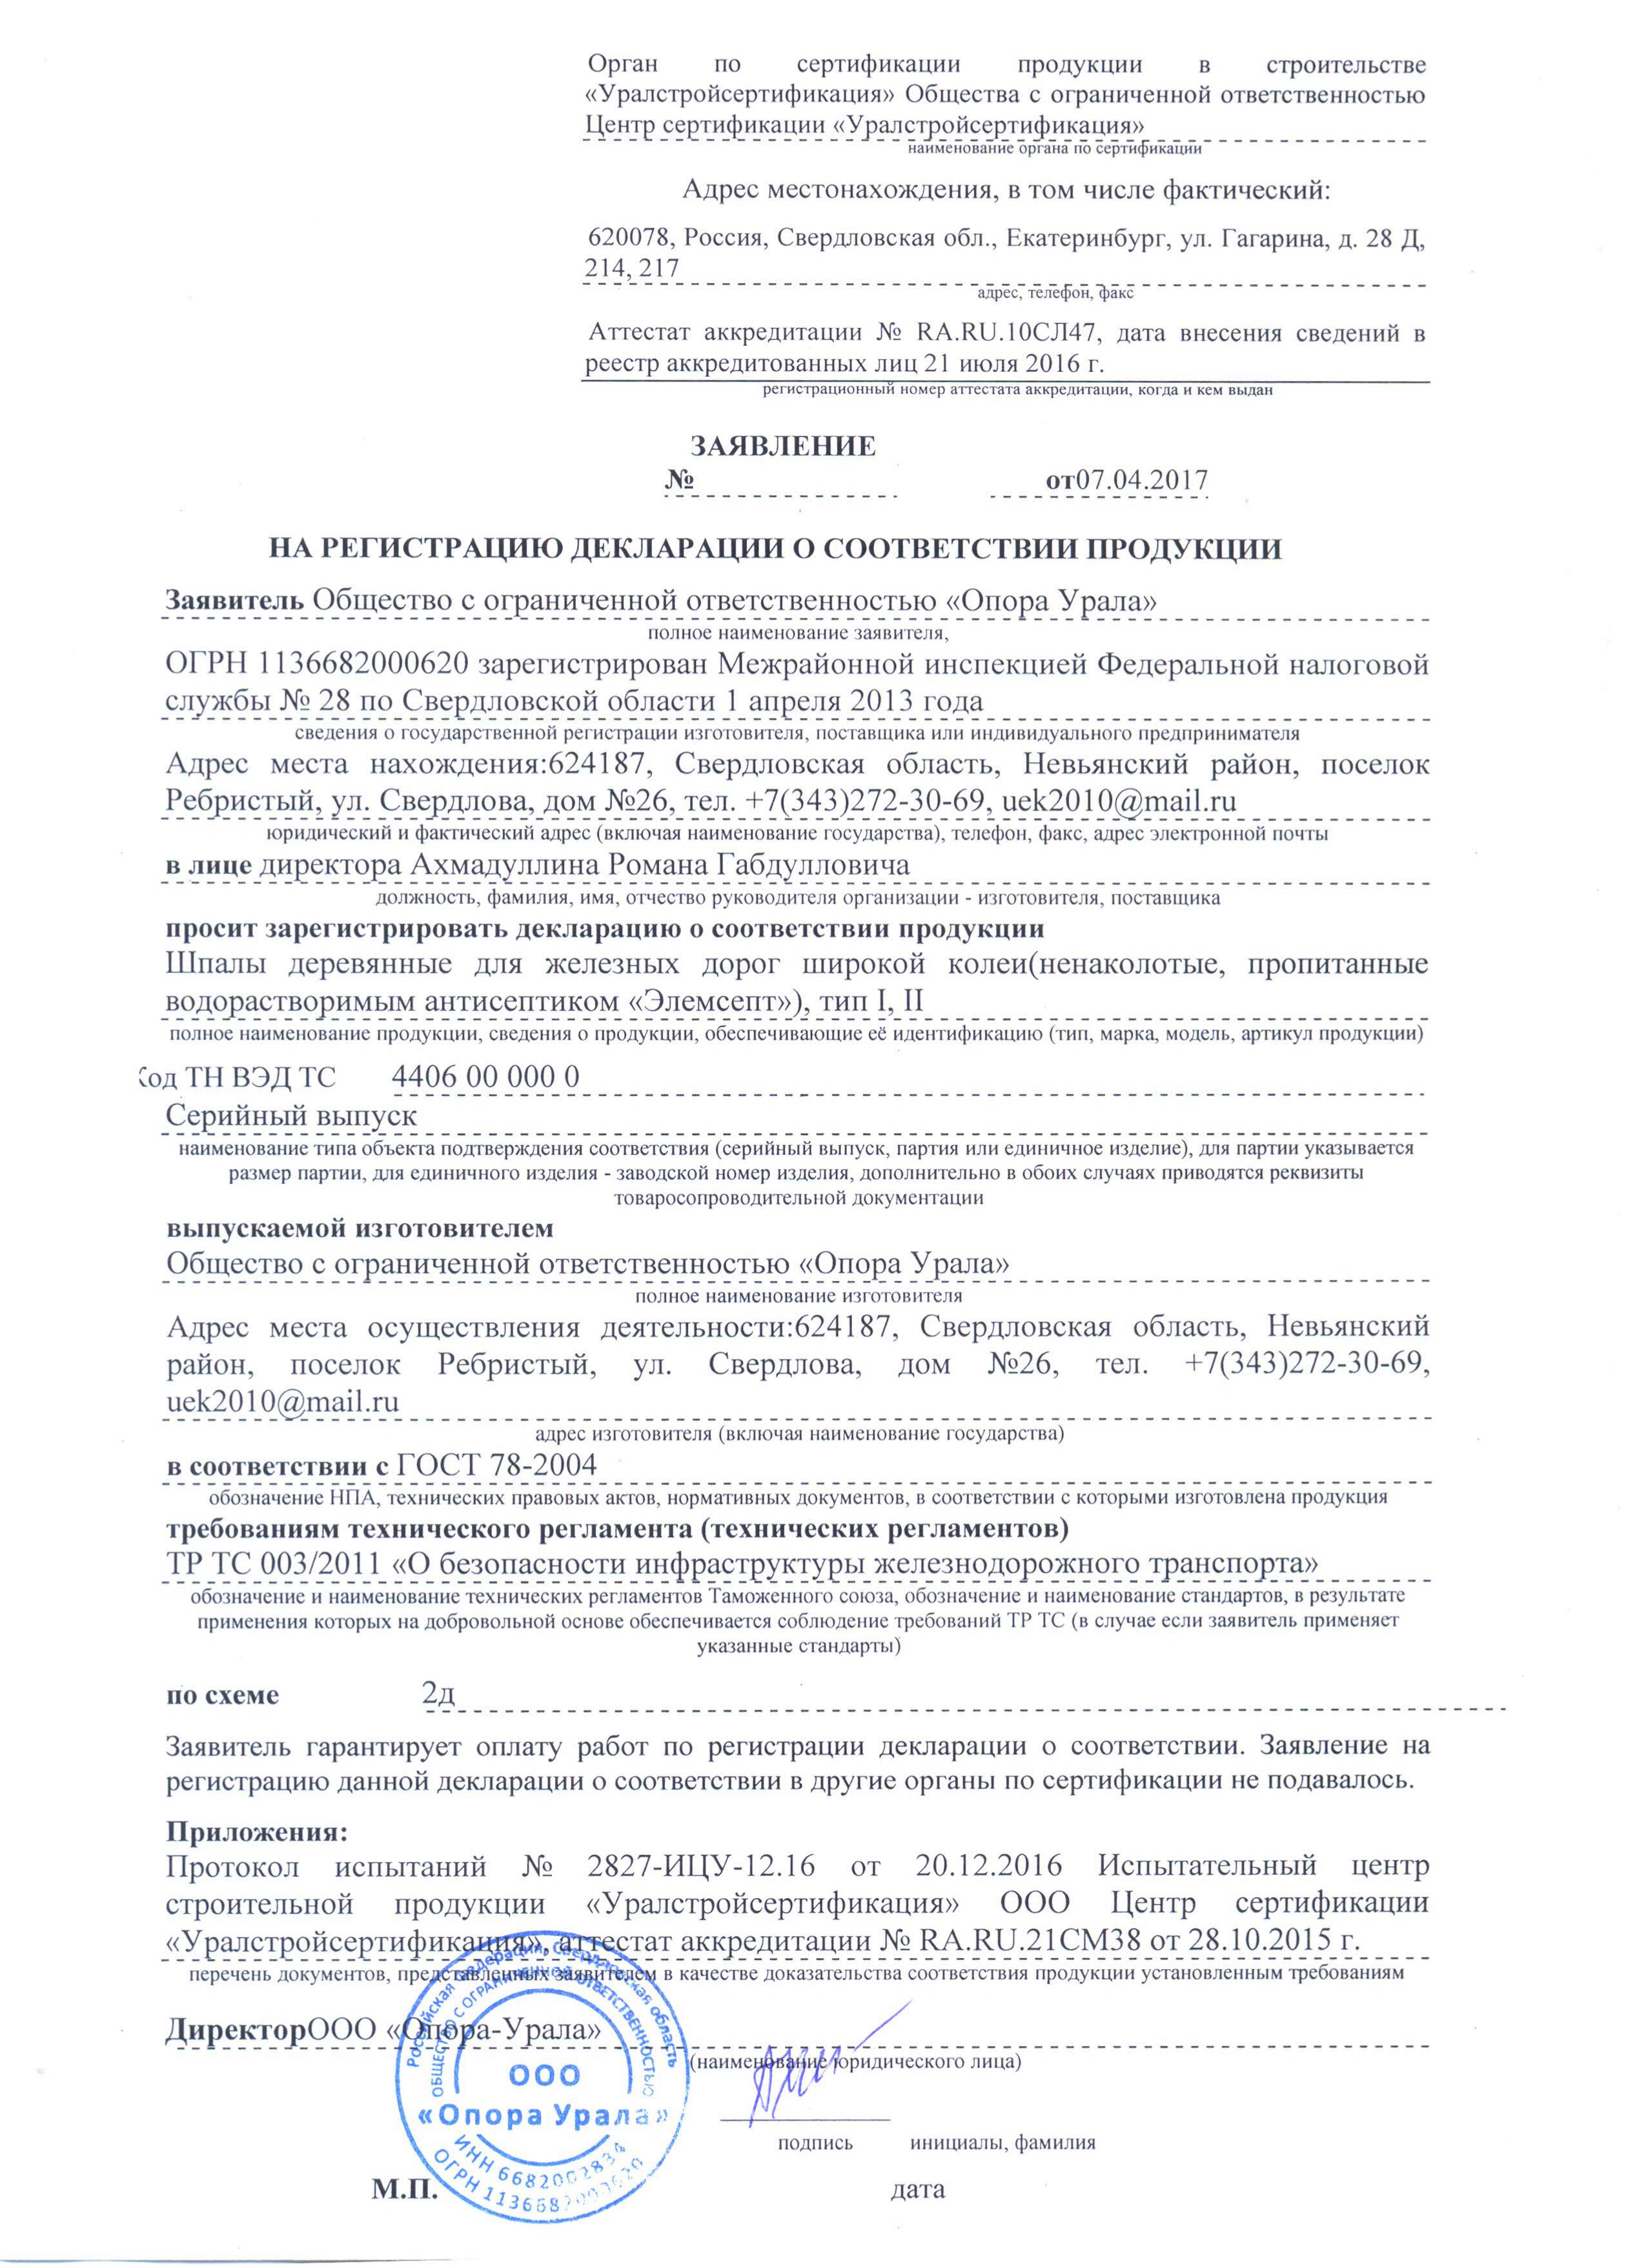 Орган по сертификации продукции в строительстве
«Уралстройсертификация» Общества с ограниченной ответственностью
Центр сертификации «Уралстройсертификация»
наименование органа по сертификации
Адрес местонахождения, в том числе фактический:
620078, Россия, Свердловская обл., Екатеринбург, ул. Гагарина, д. 28 Д,
214, 217
адрес, телефон, факс
Аттестат аккредитации № RA.RU.10СЛ47, дата внесения сведений в
реестр аккредитованных лиц 21 июля 2016 г.
регистрационный номер аттестата аккредитации, когда и кем выдан
ЗАЯВЛЕНИЕ
№ от07.04.2017
НА РЕГИСТРАЦИЮ ДЕКЛАРАЦИИ О СООТВЕТСТВИИ ПРОДУКЦИИ
Заявитель Общество с ограниченной ответственностью «Опора Урала»
полное наименование заявителя,
ОГРН 1136682000620 зарегистрирован Межрайонной инспекцией Федеральной налоговой
службы № 28 по Свердловской области 1 апреля 2013 года
сведения о государственной регистрации изготовителя, поставщика или индивидуального предпринимателя
Адрес места нахождения:624187, Свердловская область, Невьянский район, поселок
Ребристый, ул. Свердлова, дом №26, тел. +7(343)272-30-69, uek2010@mail.ru
юридический и фактический адрес (включая наименование государства), телефон, факс, адрес электронной почты
в лице директора Ахмадуллина Романа Габдулловича
должность, фамилия, имя, отчество руководителя организации - изготовителя, поставщика
просит зарегистрировать декларацию о соответствии продукции
Шпалы деревянные для железных дорог широкой колеи(ненаколотые, пропитанные
водорастворимым антисептиком «Элемсепт»), тип I, II
полное наименование продукции, сведения о продукции, обеспечивающие её идентификацию (тип, марка, модель, артикул продукции)
Код ТН ВЭД ТС 4406 00 000 0
Серийный выпуск
наименование типа объекта подтверждения соответствия (серийный выпуск, партия или единичное изделие), для партии указывается
размер партии, для единичного изделия - заводской номер изделия, дополнительно в обоих случаях приводятся реквизиты
товаросопроводительной документации
выпускаемой изготовителем
Общество с ограниченной ответственностью «Опора Урала»
полное наименование изготовителя
Адрес места осуществления деятельности:624187, Свердловская область, Невьянский
район, поселок Ребристый, ул. Свердлова, дом №26, тел. +7(343)272-30-69,
uek2010@mail.ru
адрес изготовителя (включая наименование государства)
в соответствии с ГОСТ 78-2004
обозначение НПА, технических правовых актов, нормативных документов, в соответствии с которыми изготовлена продукция
требованиям технического регламента (технических регламентов)
ТР ТС 003/2011 «О безопасности инфраструктуры железнодорожного транспорта»
обозначение и наименование технических регламентов Таможенного союза, обозначение и наименование стандартов, в результате
применения которых на добровольной основе обеспечивается соблюдение требований ТР ТС (в случае если заявитель применяет
указанные стандарты)
по схеме 2д
Заявитель гарантирует оплату работ по регистрации декларации о соответствии. Заявление на
регистрацию данной декларации о соответствии в другие органы по сертификации не подавалось.
Приложения:
Протокол испытаний № 2827-ИЦУ-12.16 от 20.12.2016 Испытательный центр
строительной продукции «Уралстройсертификация» ООО Центр сертификации
«Уралстройсертификация», аттестат аккредитации № RA.RU.21СМ38 от 28.10.2015 г.
перечень документов, представленных заявителем в качестве доказательства соответствия продукции установленным требованиям
ДиректорООО «Опора-Урала»
(наименование юридического лица)
подпись инициалы, фамилия
М.П. дата
Российская Федерация, Свердловская область
ОБЩЕСТВО С ОГРАНИЧЕННОЙ ОТВЕТСТВЕННОСТЬЮ
ООО
«Опора Урала»
ИНН 6682002834
ОГРН 1136682000620